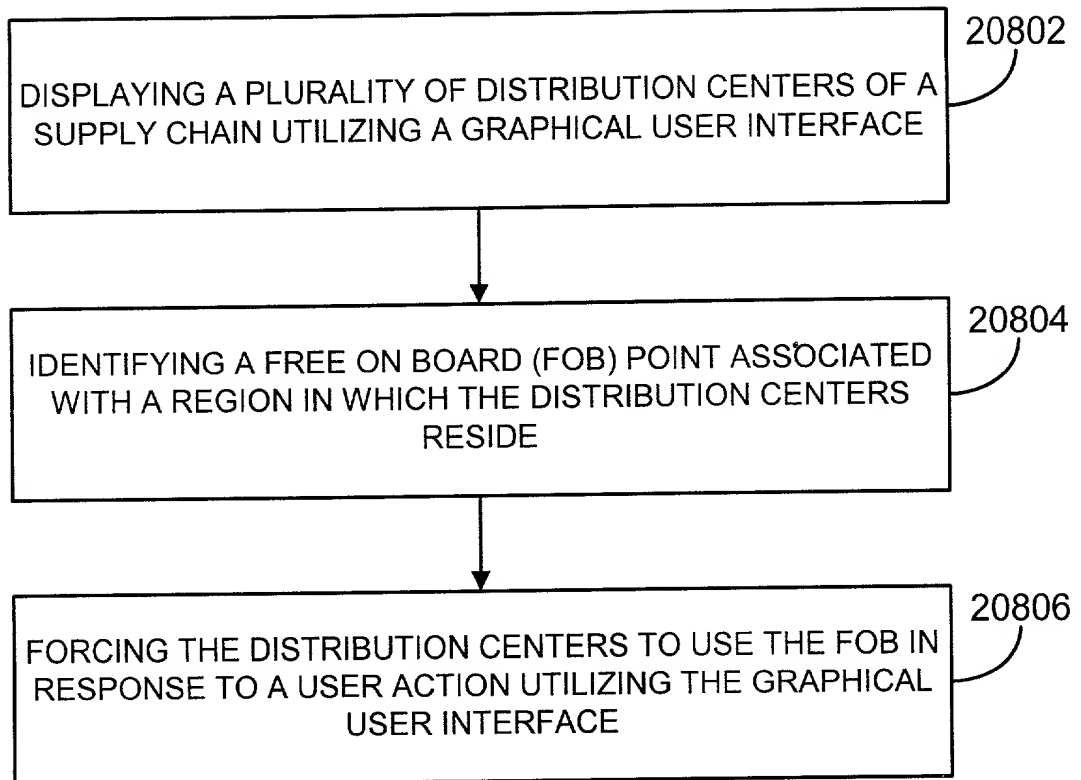 20802
DISPLAYING A PLURALITY OF DISTRIBUTION CENTERS OF A
SUPPLY CHAIN UTILIZING A GRAPHICAL USER INTERFACE
20804
IDENTIFYING A FREE ON BOARD (FOB) POINT ASSOCIATED
WITH A REGION IN WHICH THE DISTRIBUTION CENTERS
RESIDE
20806
FORCING THE DISTRIBUTION CENTERS TO USE THE FOB IN
RESPONSE TO A USER ACTION UTILIZING THE GRAPHICAL
USER INTERFACE